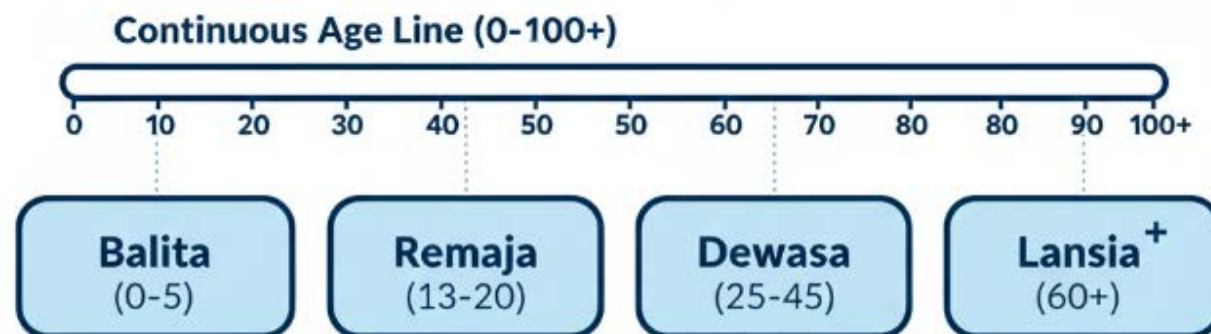 Continuous Age Line (0-100+)
0 10 20 30 40 50 50 60 70 80 80 90 100+
Balita Remaja Dewasa Lansia+
(0-5) (13-20) (25-45) (60+)